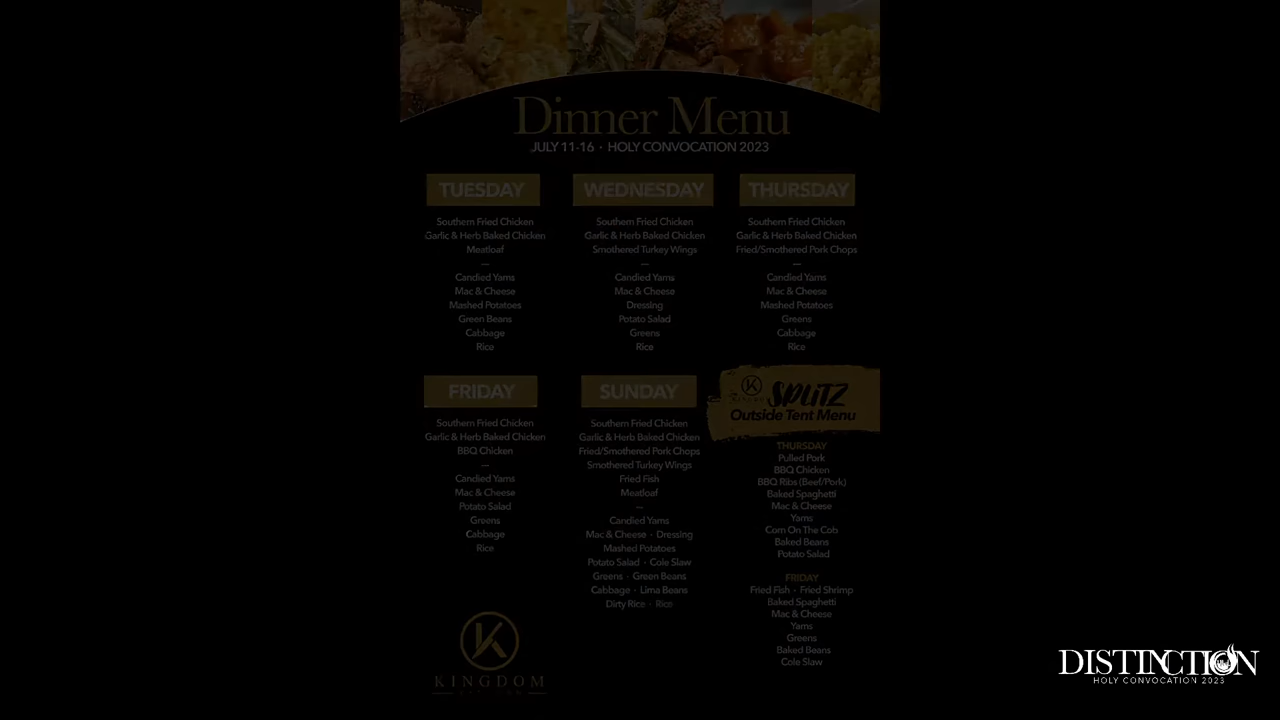 Dinner Menu
JULY 11-16 · HOLY CONVOCATION 2023
TUESDAY
Southern Fried Chicken
Garlic & Herb Baked Chicken
Meatloaf
—
Candied Yams
Mac & Cheese
Mashed Potatoes
Green Beans
Cabbage
Rice
WEDNESDAY
Southern Fried Chicken
Garlic & Herb Baked Chicken
Smothered Turkey Wings
—
Candied Yams
Mac & Cheese
Dressing
Potato Salad
Greens
Rice
THURSDAY
Southern Fried Chicken
Garlic & Herb Baked Chicken
Fried/Smothered Pork Chops
—
Candied Yams
Mac & Cheese
Mashed Potatoes
Greens
Cabbage
Rice
FRIDAY
Southern Fried Chicken
Garlic & Herb Baked Chicken
BBQ Chicken
—
Candied Yams
Mac & Cheese
Potato Salad
Greens
Cabbage
Rice
SUNDAY
Southern Fried Chicken
Garlic & Herb Baked Chicken
Fried/Smothered Pork Chops
Smothered Turkey Wings
Fried Fish
Meatloaf
—
Candied Yams
Mac & Cheese · Dressing
Mashed Potatoes
Potato Salad · Cole Slaw
Greens · Green Beans
Cabbage · Lima Beans
Dirty Rice · Rice
SPLITZ
Outside Tent Menu
THURSDAY
Pulled Pork
BBQ Chicken
BBQ Ribs (Beef/Pork)
Baked Spaghetti
Mac & Cheese
Yams
Corn On The Cob
Baked Beans
Potato Salad
FRIDAY
Fried Fish · Fried Shrimp
Baked Spaghetti
Mac & Cheese
Yams
Greens
Baked Beans
Cole Slaw
K
KINGDOM
DISTINCTION
HOLY CONVOCATION 2023